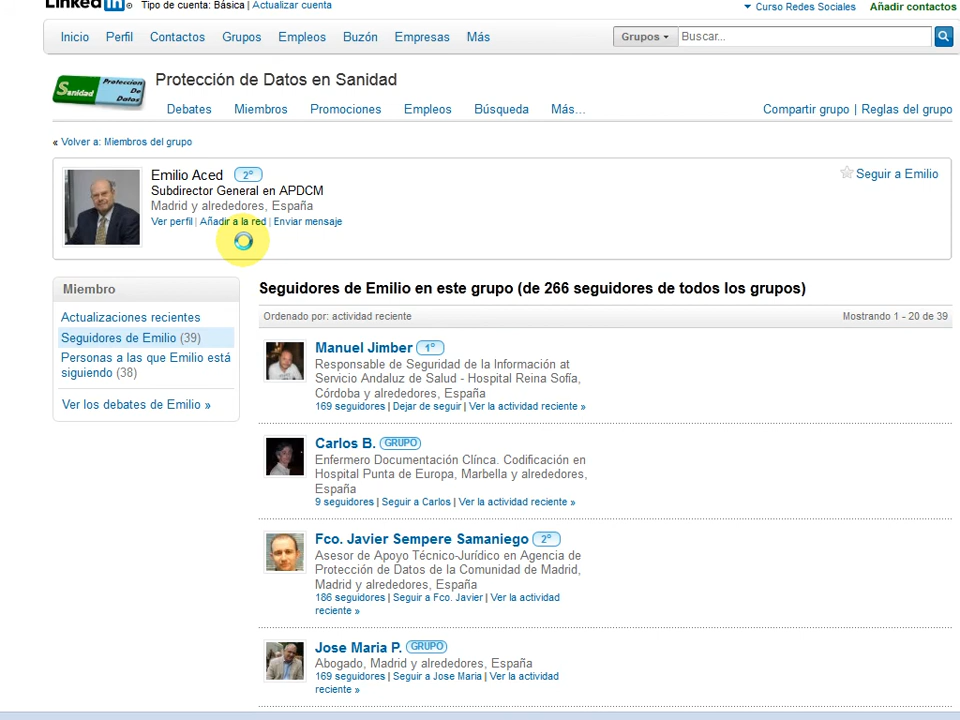 Linked in® Tipo de cuenta: Básica | Actualizar cuenta
Curso Redes Sociales Añadir contactos
Inicio Perfil Contactos Grupos Empleos Buzón Empresas Más
Grupos Buscar...
Sanidad Proteccion De Datos
Protección de Datos en Sanidad
Debates Miembros Promociones Empleos Búsqueda Más...
Compartir grupo | Reglas del grupo
« Volver a: Miembros del grupo
Emilio Aced 2º
Seguir a Emilio
Subdirector General en APDCM
Madrid y alrededores, España
Ver perfil | Añadir a la red | Enviar mensaje
Miembro
Actualizaciones recientes
Seguidores de Emilio (39)
Personas a las que Emilio está
siguiendo (38)
Ver los debates de Emilio »
Seguidores de Emilio en este grupo (de 266 seguidores de todos los grupos)
Ordenado por: actividad reciente
Mostrando 1 - 20 de 39
Manuel Jimber 1º
Responsable de Seguridad de la Información at
Servicio Andaluz de Salud - Hospital Reina Sofía,
Córdoba y alrededores, España
169 seguidores | Dejar de seguir | Ver la actividad reciente »
Carlos B. GRUPO
Enfermero Documentación Clínca. Codificación en
Hospital Punta de Europa, Marbella y alrededores,
España
9 seguidores | Seguir a Carlos | Ver la actividad reciente »
Fco. Javier Sempere Samaniego 2º
Asesor de Apoyo Técnico-Jurídico en Agencia de
Protección de Datos de la Comunidad de Madrid,
Madrid y alrededores, España
186 seguidores | Seguir a Fco. Javier | Ver la actividad
reciente »
Jose Maria P. GRUPO
Abogado, Madrid y alrededores, España
169 seguidores | Seguir a Jose Maria | Ver la actividad
reciente »